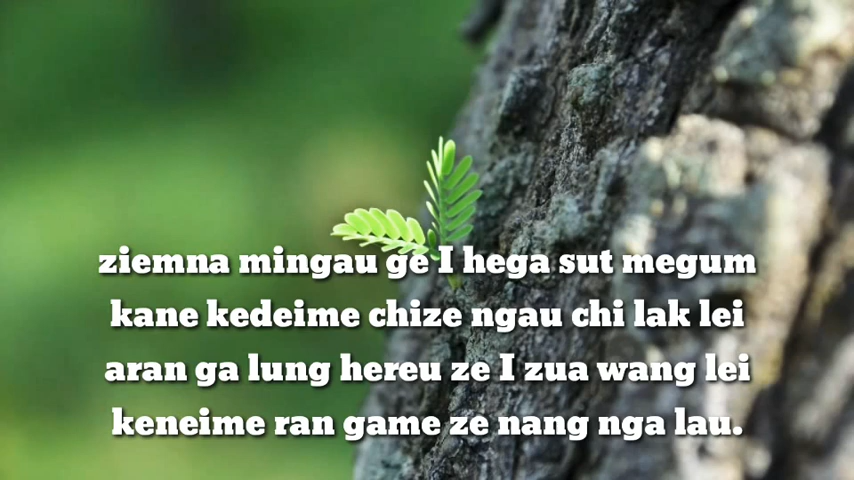 ziemna mingau ge I hega sut megum
kane kedeime chize ngau chi lak lei
aran ga lung hereu ze I zua wang lei
keneime ran game ze nang nga lau.